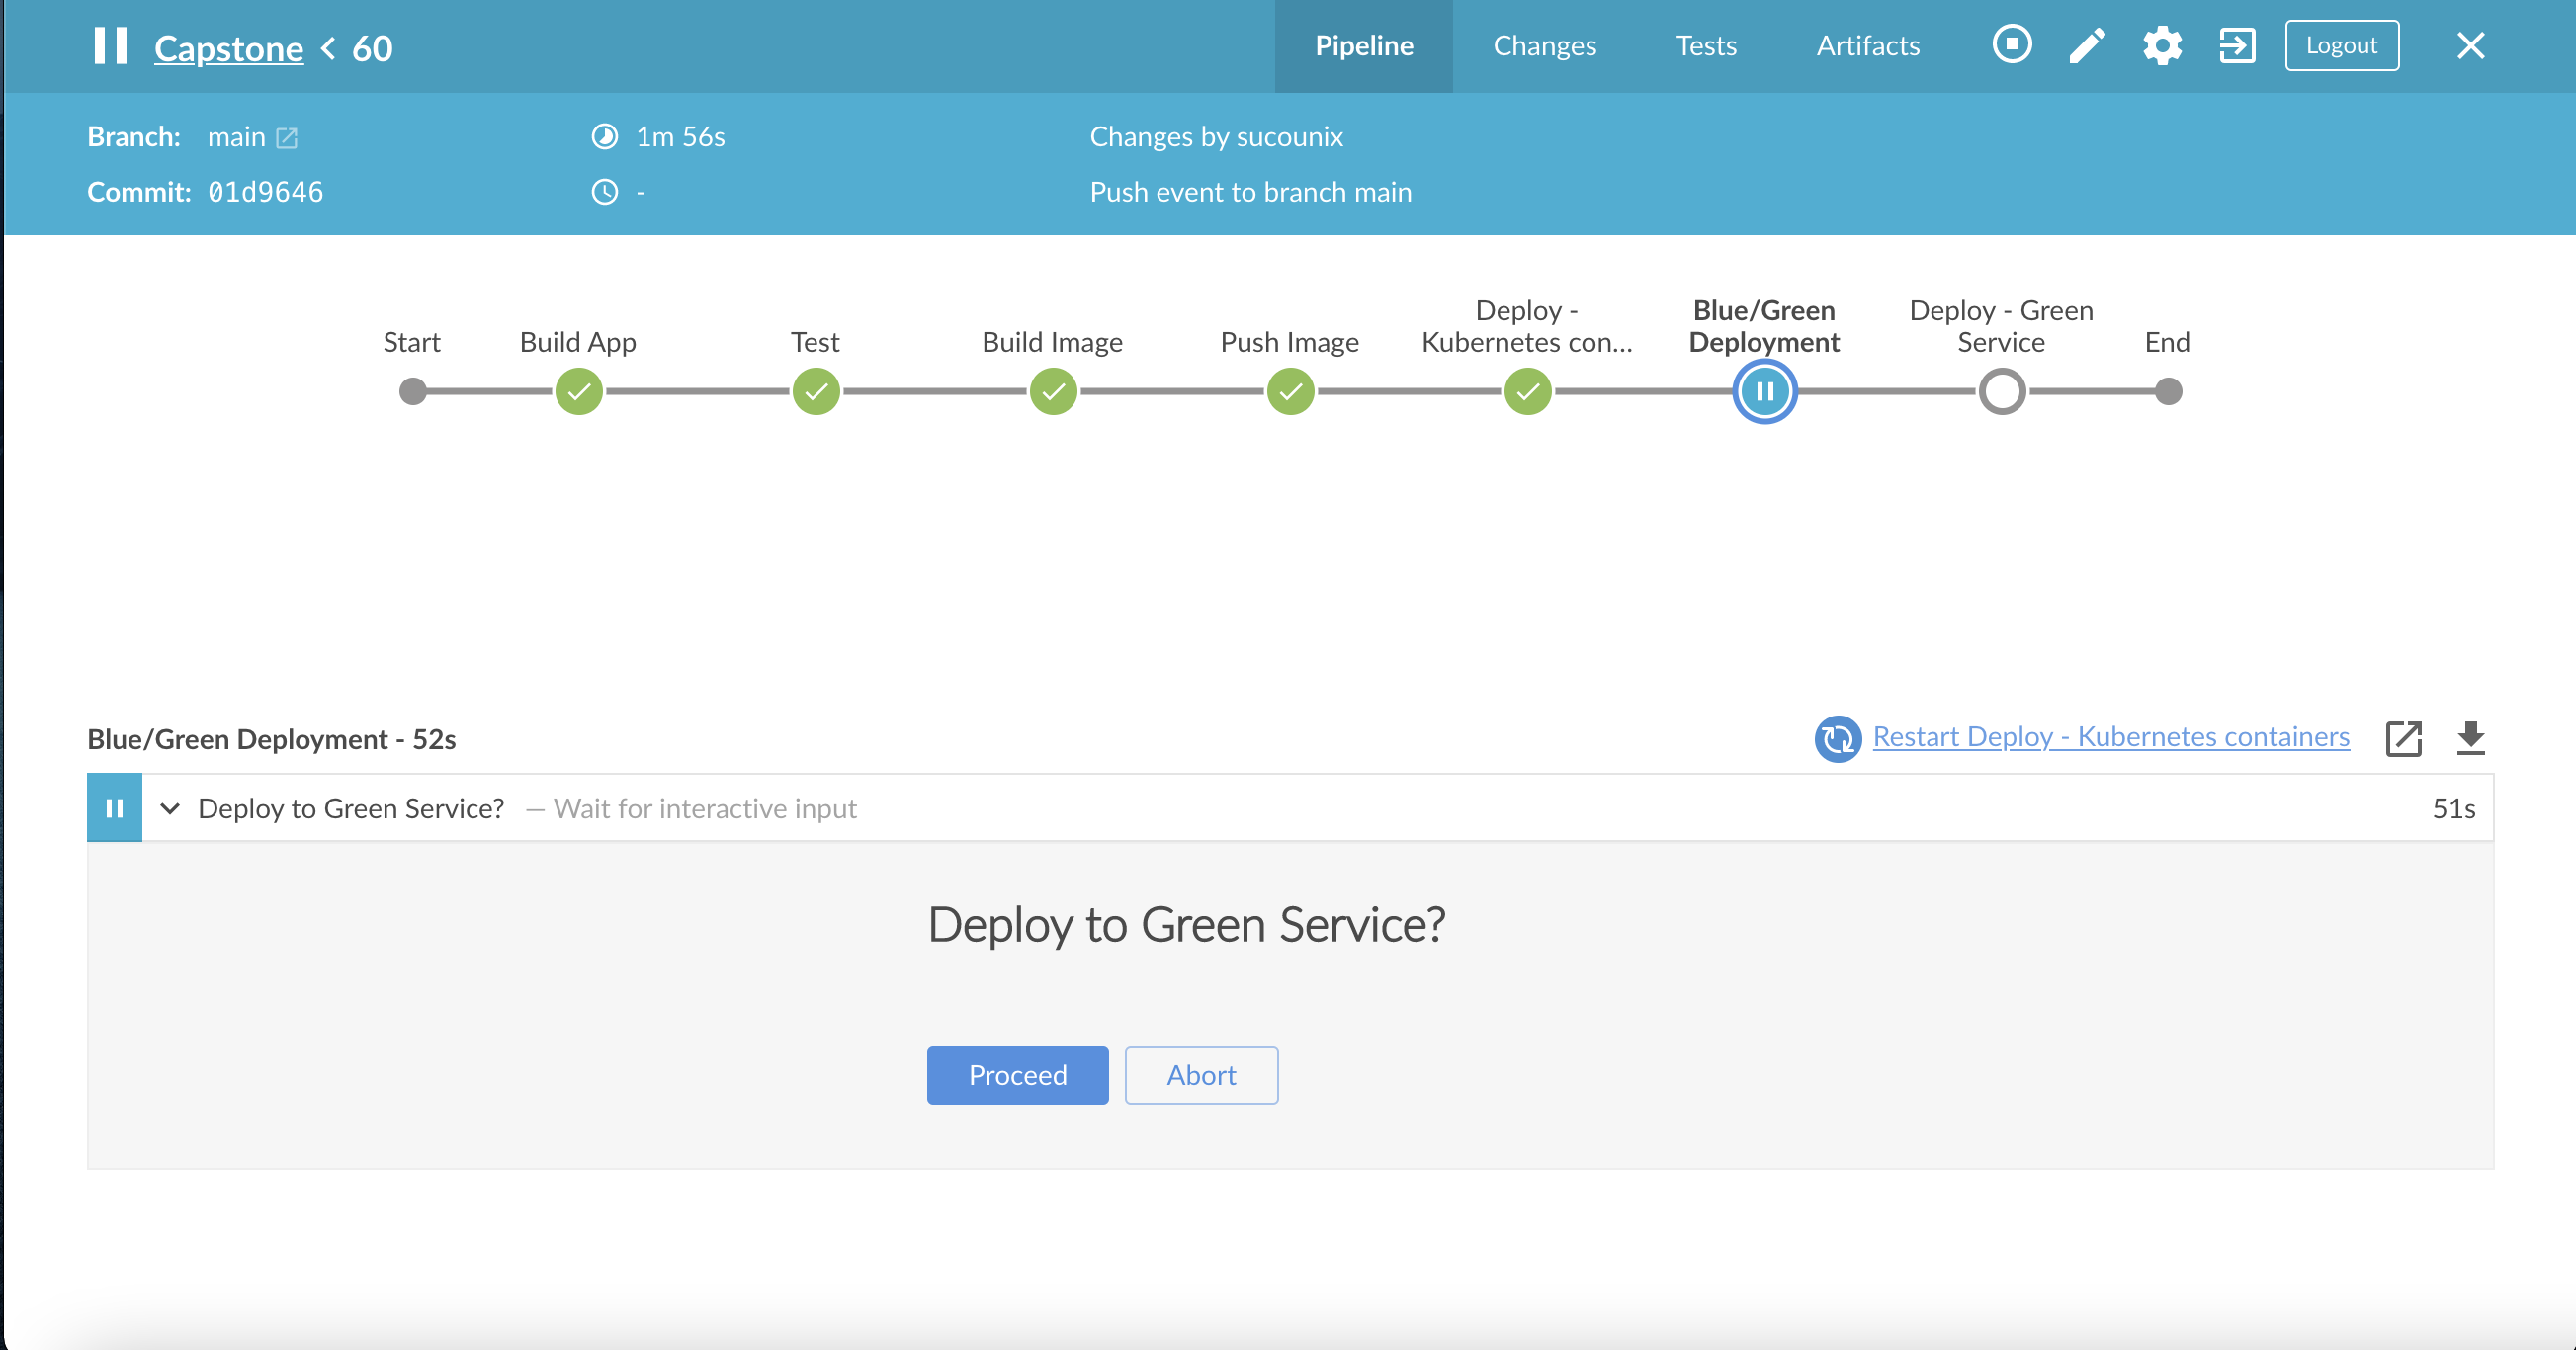 Capstone < 60
Pipeline
Changes
Tests
Artifacts
Logout
Branch: main
1m 56s
Changes by sucounix
Commit: 01d9646
-
Push event to branch main
Start
Build App
Test
Build Image
Push Image
Deploy -
Kubernetes con...
Blue/Green
Deployment
Deploy - Green
Service
End
Blue/Green Deployment - 52s
Restart Deploy - Kubernetes containers
Deploy to Green Service? — Wait for interactive input
51s
Deploy to Green Service?
Proceed
Abort